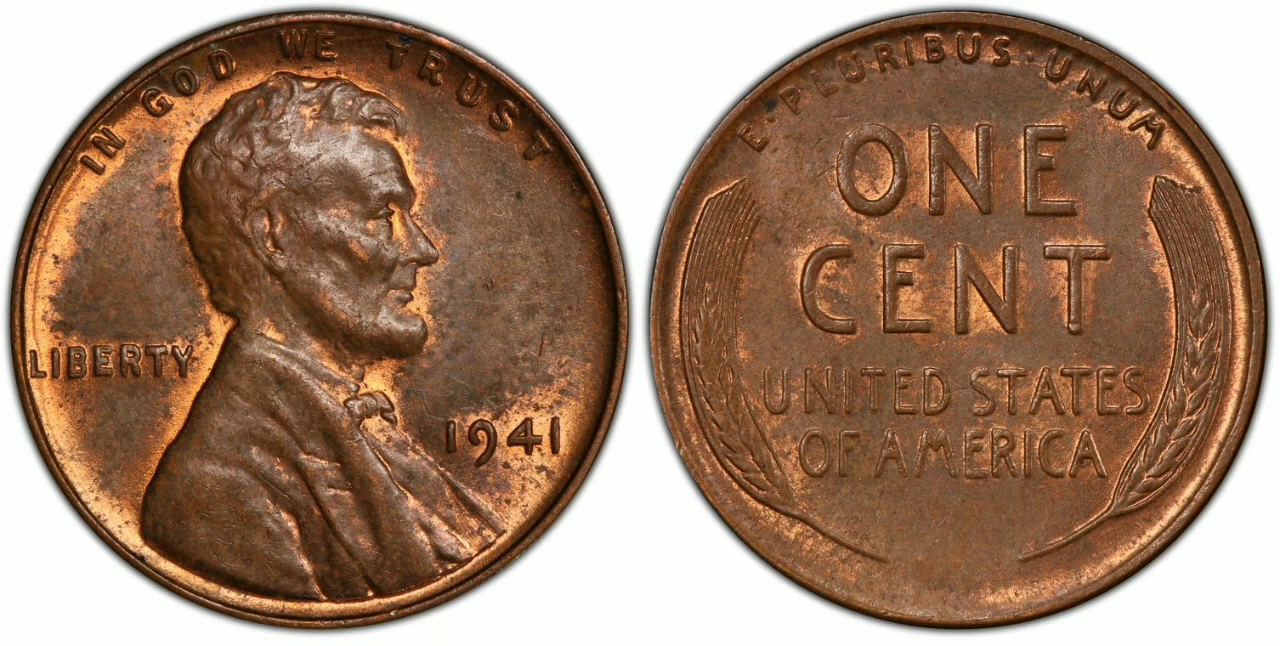 IN GOD WE TRUST
LIBERTY
1941
E·PLURIBUS·UNUM
ONE
CENT
UNITED STATES
OF AMERICA